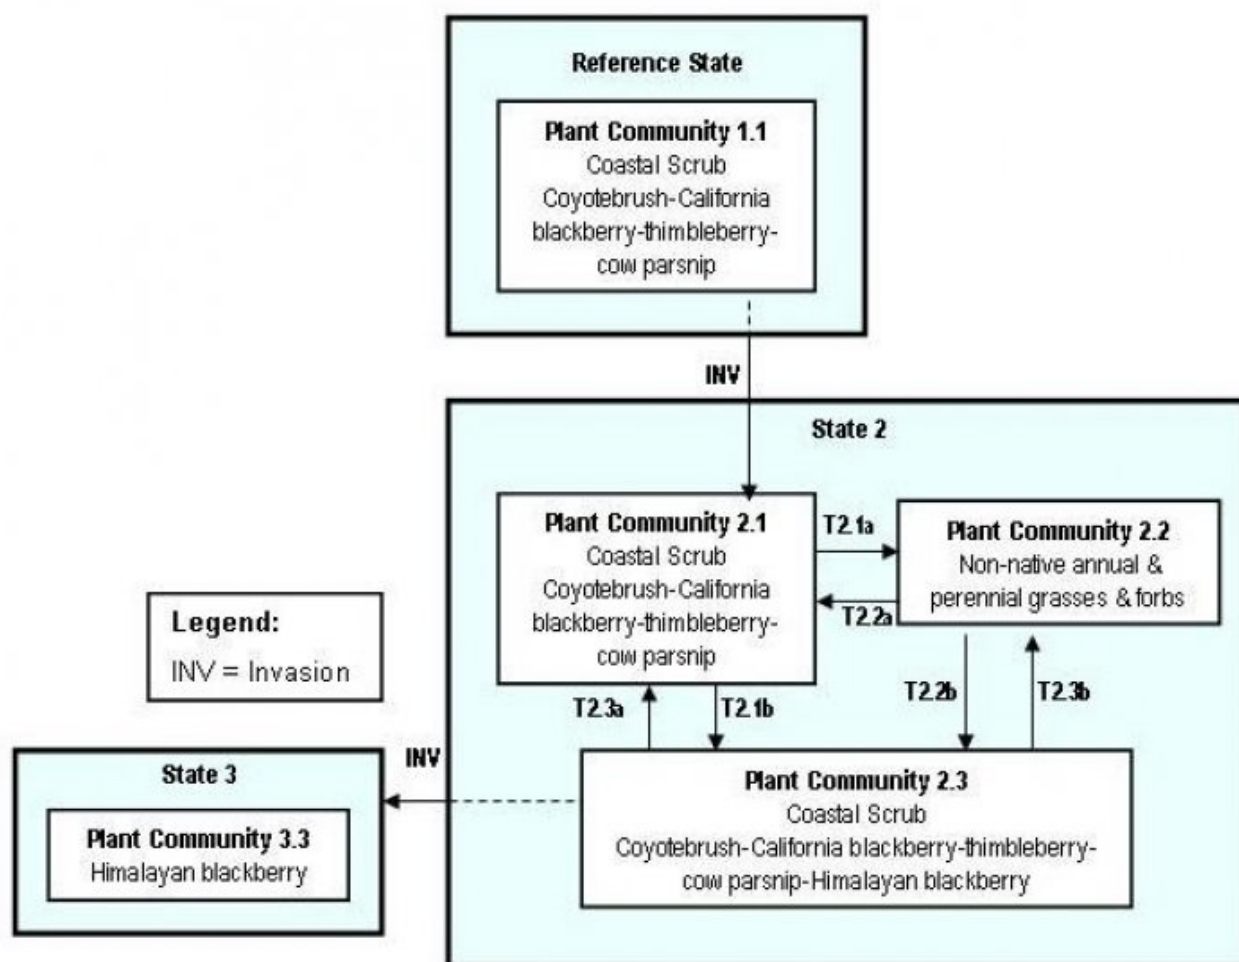 Reference State
Plant Community 1.1
Coastal Scrub
Coyotebrush-California
blackberry-thimbleberry-
cow parsnip
INV
State 2
Plant Community 2.1
Coastal Scrub
Coyotebrush-California
blackberry-thimbleberry-
cow parsnip
T2.1a
T2.2a
Plant Community 2.2
Non-native annual &
perennial grasses & forbs
Legend:
INV = Invasion
T2.3a
T2.1b
T2.2b
T2.3b
INV
State 3
Plant Community 3.3
Himalayan blackberry
Plant Community 2.3
Coastal Scrub
Coyotebrush-California blackberry-thimbleberry-
cow parsnip-Himalayan blackberry